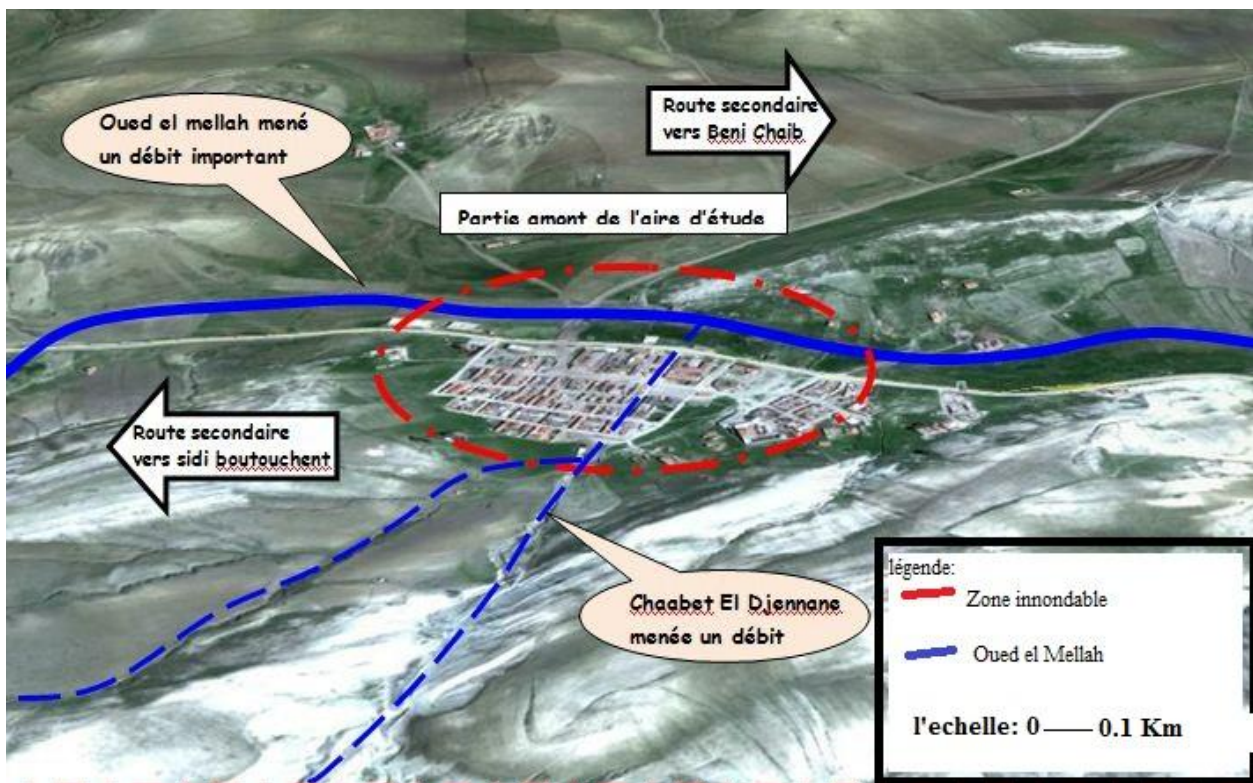 Route secondaire
vers Beni Chaib
Oued el mellah mené
un débit important
Partie amont de l'aire d'étude
Route secondaire
vers sidi boutouchent
Chaabet El Djennane
menée un débit
légende:
Zone innondable
Oued el Mellah
l'echelle: 0 —— 0.1 Km